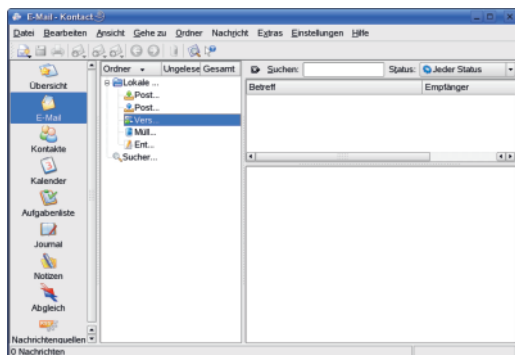 E-Mail - Kontact
Datei Bearbeiten Ansicht Gehe zu Ordner Nachricht Extras Einstellungen Hilfe
Ordner Ungelese Gesamt
Suchen: Status: Jeder Status
Betreff Empfänger
Übersicht
E-Mail
Kontakte
Kalender
Aufgabenliste
Journal
Notizen
Abgleich
Nachrichtenquellen
Lokale ...
Post...
Post...
Vers...
Müll...
Ent...
Sucher...
0 Nachrichten